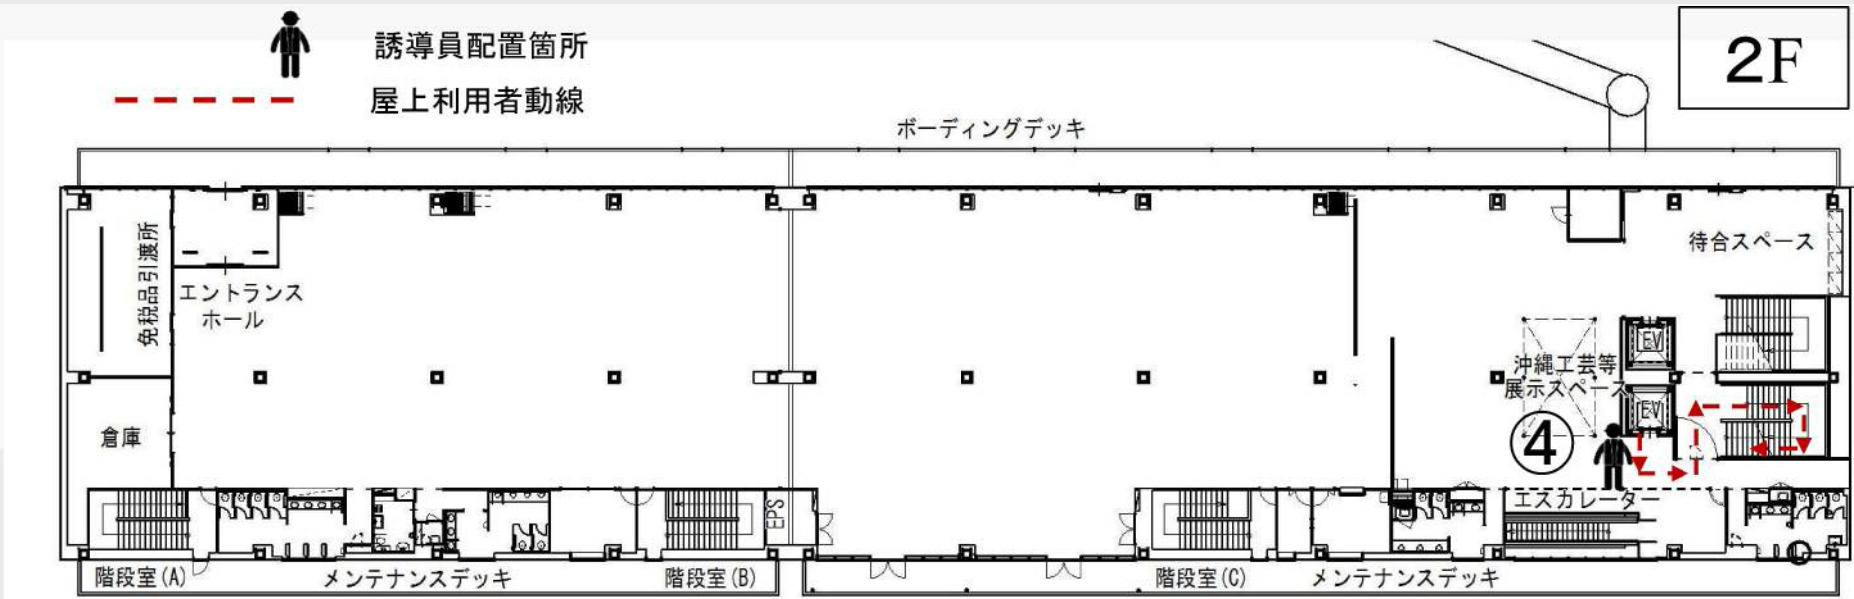 誘導員配置箇所
屋上利用者動線
2F
ボーディングデッキ
免税品引渡所
エントランス
ホール
待合スペース
EV
沖縄工芸等
展示スペース
EV
倉庫
④
エスカレーター
EPS
階段室(A)
メンテナンスデッキ
階段室(B)
階段室(C)
メンテナンスデッキ